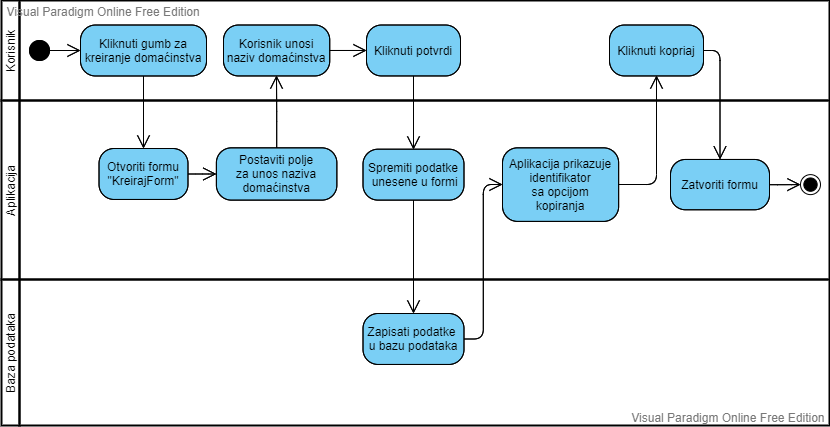 Visual Paradigm Online Free Edition
Korisnik
Kliknuti gumb za
kreiranje domaćinstva
Korisnik unosi
naziv domaćinstva
Kliknuti potvrdi
Kliknuti kopriaj
Aplikacija
Otvoriti formu
"KreirajForm"
Postaviti polje
za unos naziva
domaćinstva
Spremiti podatke
unesene u formi
Aplikacija prikazuje
identifikator
sa opcijom
kopiranja
Zatvoriti formu
Baza podataka
Zapisati podatke
u bazu podataka
Visual Paradigm Online Free Edition